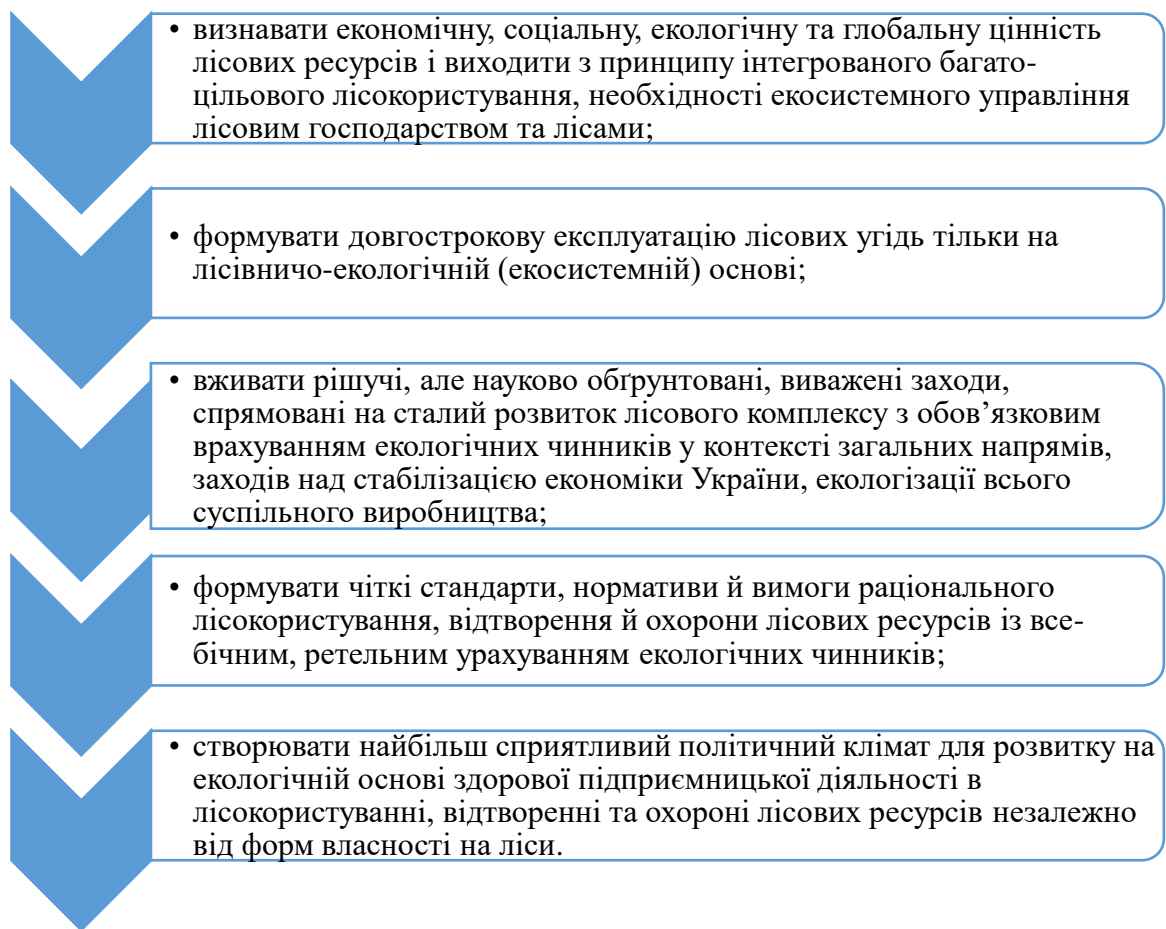 • визнавати економічну, соціальну, екологічну та глобальну цінність
лісових ресурсів і виходити з принципу інтегрованого багато-
цільового лісокористування, необхідності екосистемного управління
лісовим господарством та лісами;
• формувати довгострокову експлуатацію лісових угідь тільки на
лісівничо-екологічній (екосистемній) основі;
• вживати рішучі, але науково обґрунтовані, виважені заходи,
спрямовані на сталий розвиток лісового комплексу з обов’язковим
врахуванням екологічних чинників у контексті загальних напрямів,
заходів над стабілізацією економіки України, екологізації всього
суспільного виробництва;
• формувати чіткі стандарти, нормативи й вимоги раціонального
лісокористування, відтворення й охорони лісових ресурсів із все-
бічним, ретельним урахуванням екологічних чинників;
• створювати найбільш сприятливий політичний клімат для розвитку на
екологічній основі здорової підприємницької діяльності в
лісокористуванні, відтворенні та охороні лісових ресурсів незалежно
від форм власності на ліси.